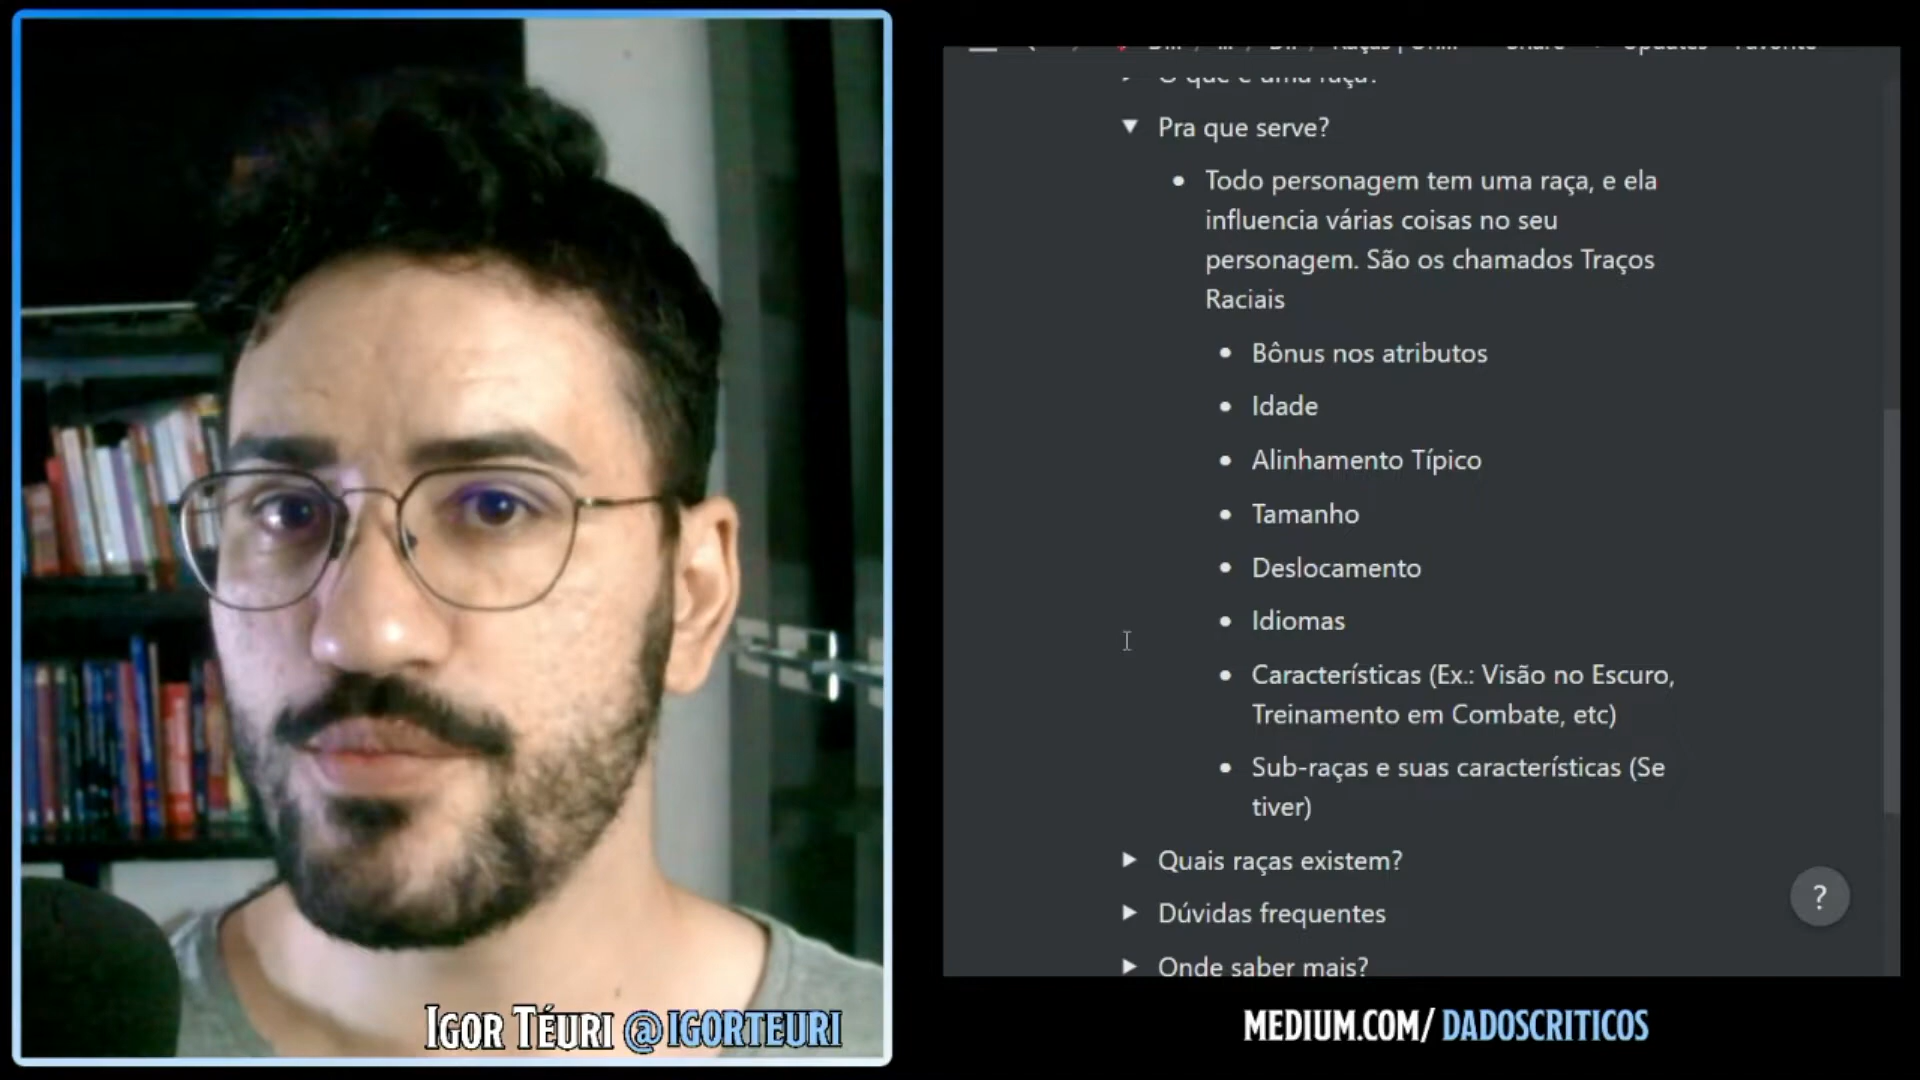 O que é uma raça?
Pra que serve?
Todo personagem tem uma raça, e ela
influencia várias coisas no seu
personagem. São os chamados Traços
Raciais
Bônus nos atributos
Idade
Alinhamento Típico
Tamanho
Deslocamento
Idiomas
Características (Ex.: Visão no Escuro,
Treinamento em Combate, etc)
Sub-raças e suas características (Se
tiver)
Quais raças existem?
Dúvidas frequentes
Onde saber mais?
?
IGOR TÉURI @IGORTEURI
MEDIUM.COM/ DADOSCRITICOS